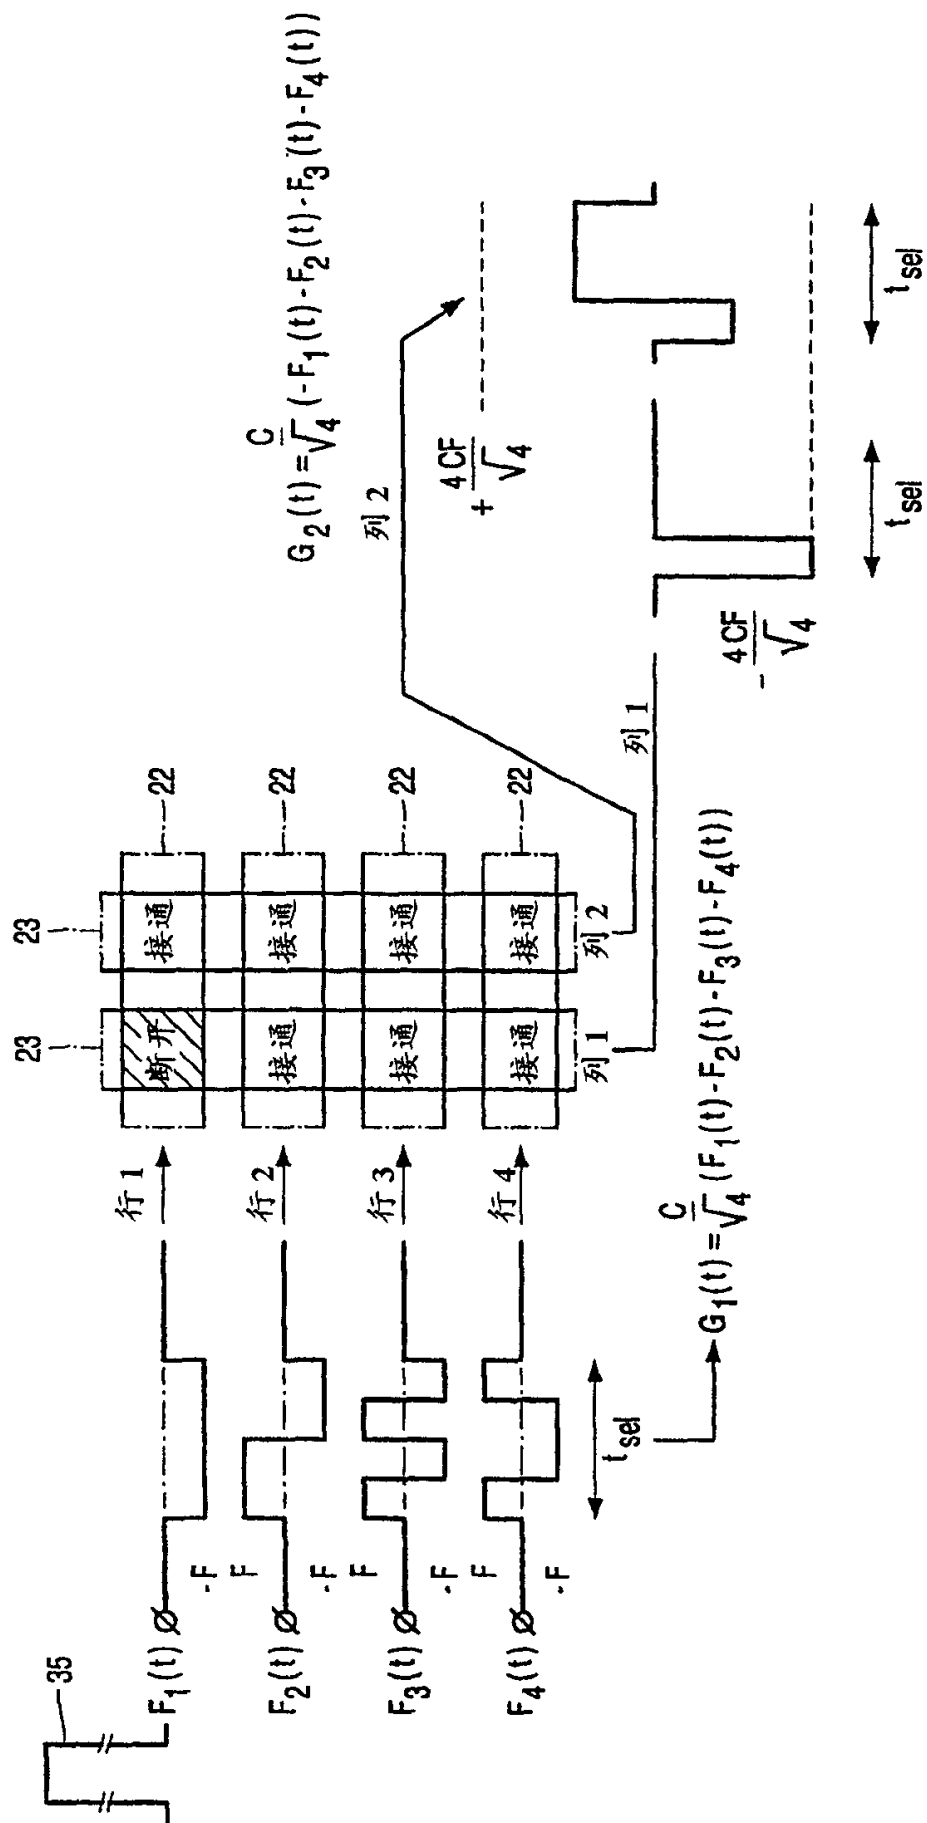 35
F1(t) Ø
-F
行 1
F2(t) Ø
F
-F
行 2
F3(t) Ø
F
-F
行 3
F4(t) Ø
F
-F
行 4
tsel
23
23
断开
接通
22
接通
接通
22
接通
接通
22
接通
接通
22
列 1
列 2
G1(t)=C/√4 (F1(t)-F2(t)-F3(t)-F4(t))
G2(t)=C/√4 (-F1(t)-F2(t)-F3(t)-F4(t))
列 2
列 1
+ 4CF/√4
- 4CF/√4
tsel
tsel